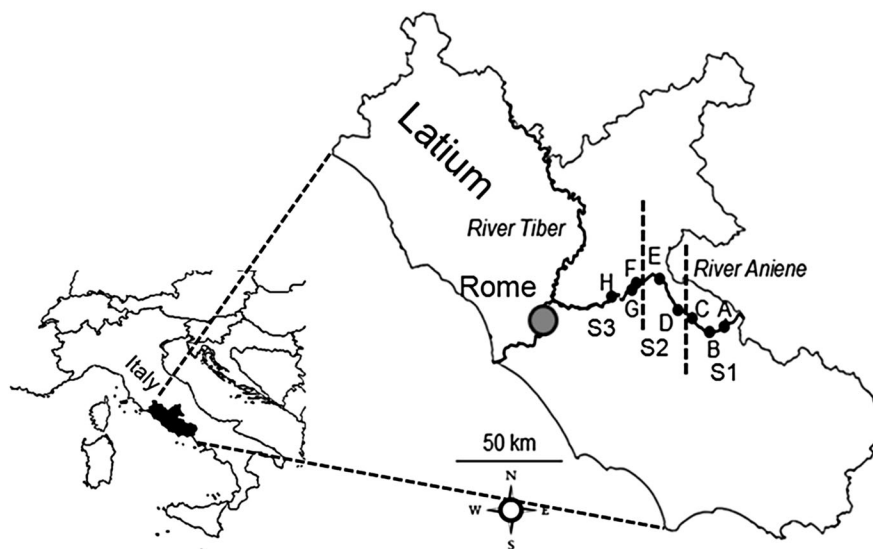 Latium
River Tiber
Rome
River Aniene
E
F
H
G
S3
D
S2
C
A
B
S1
Italy
50 km
N
W
E
S